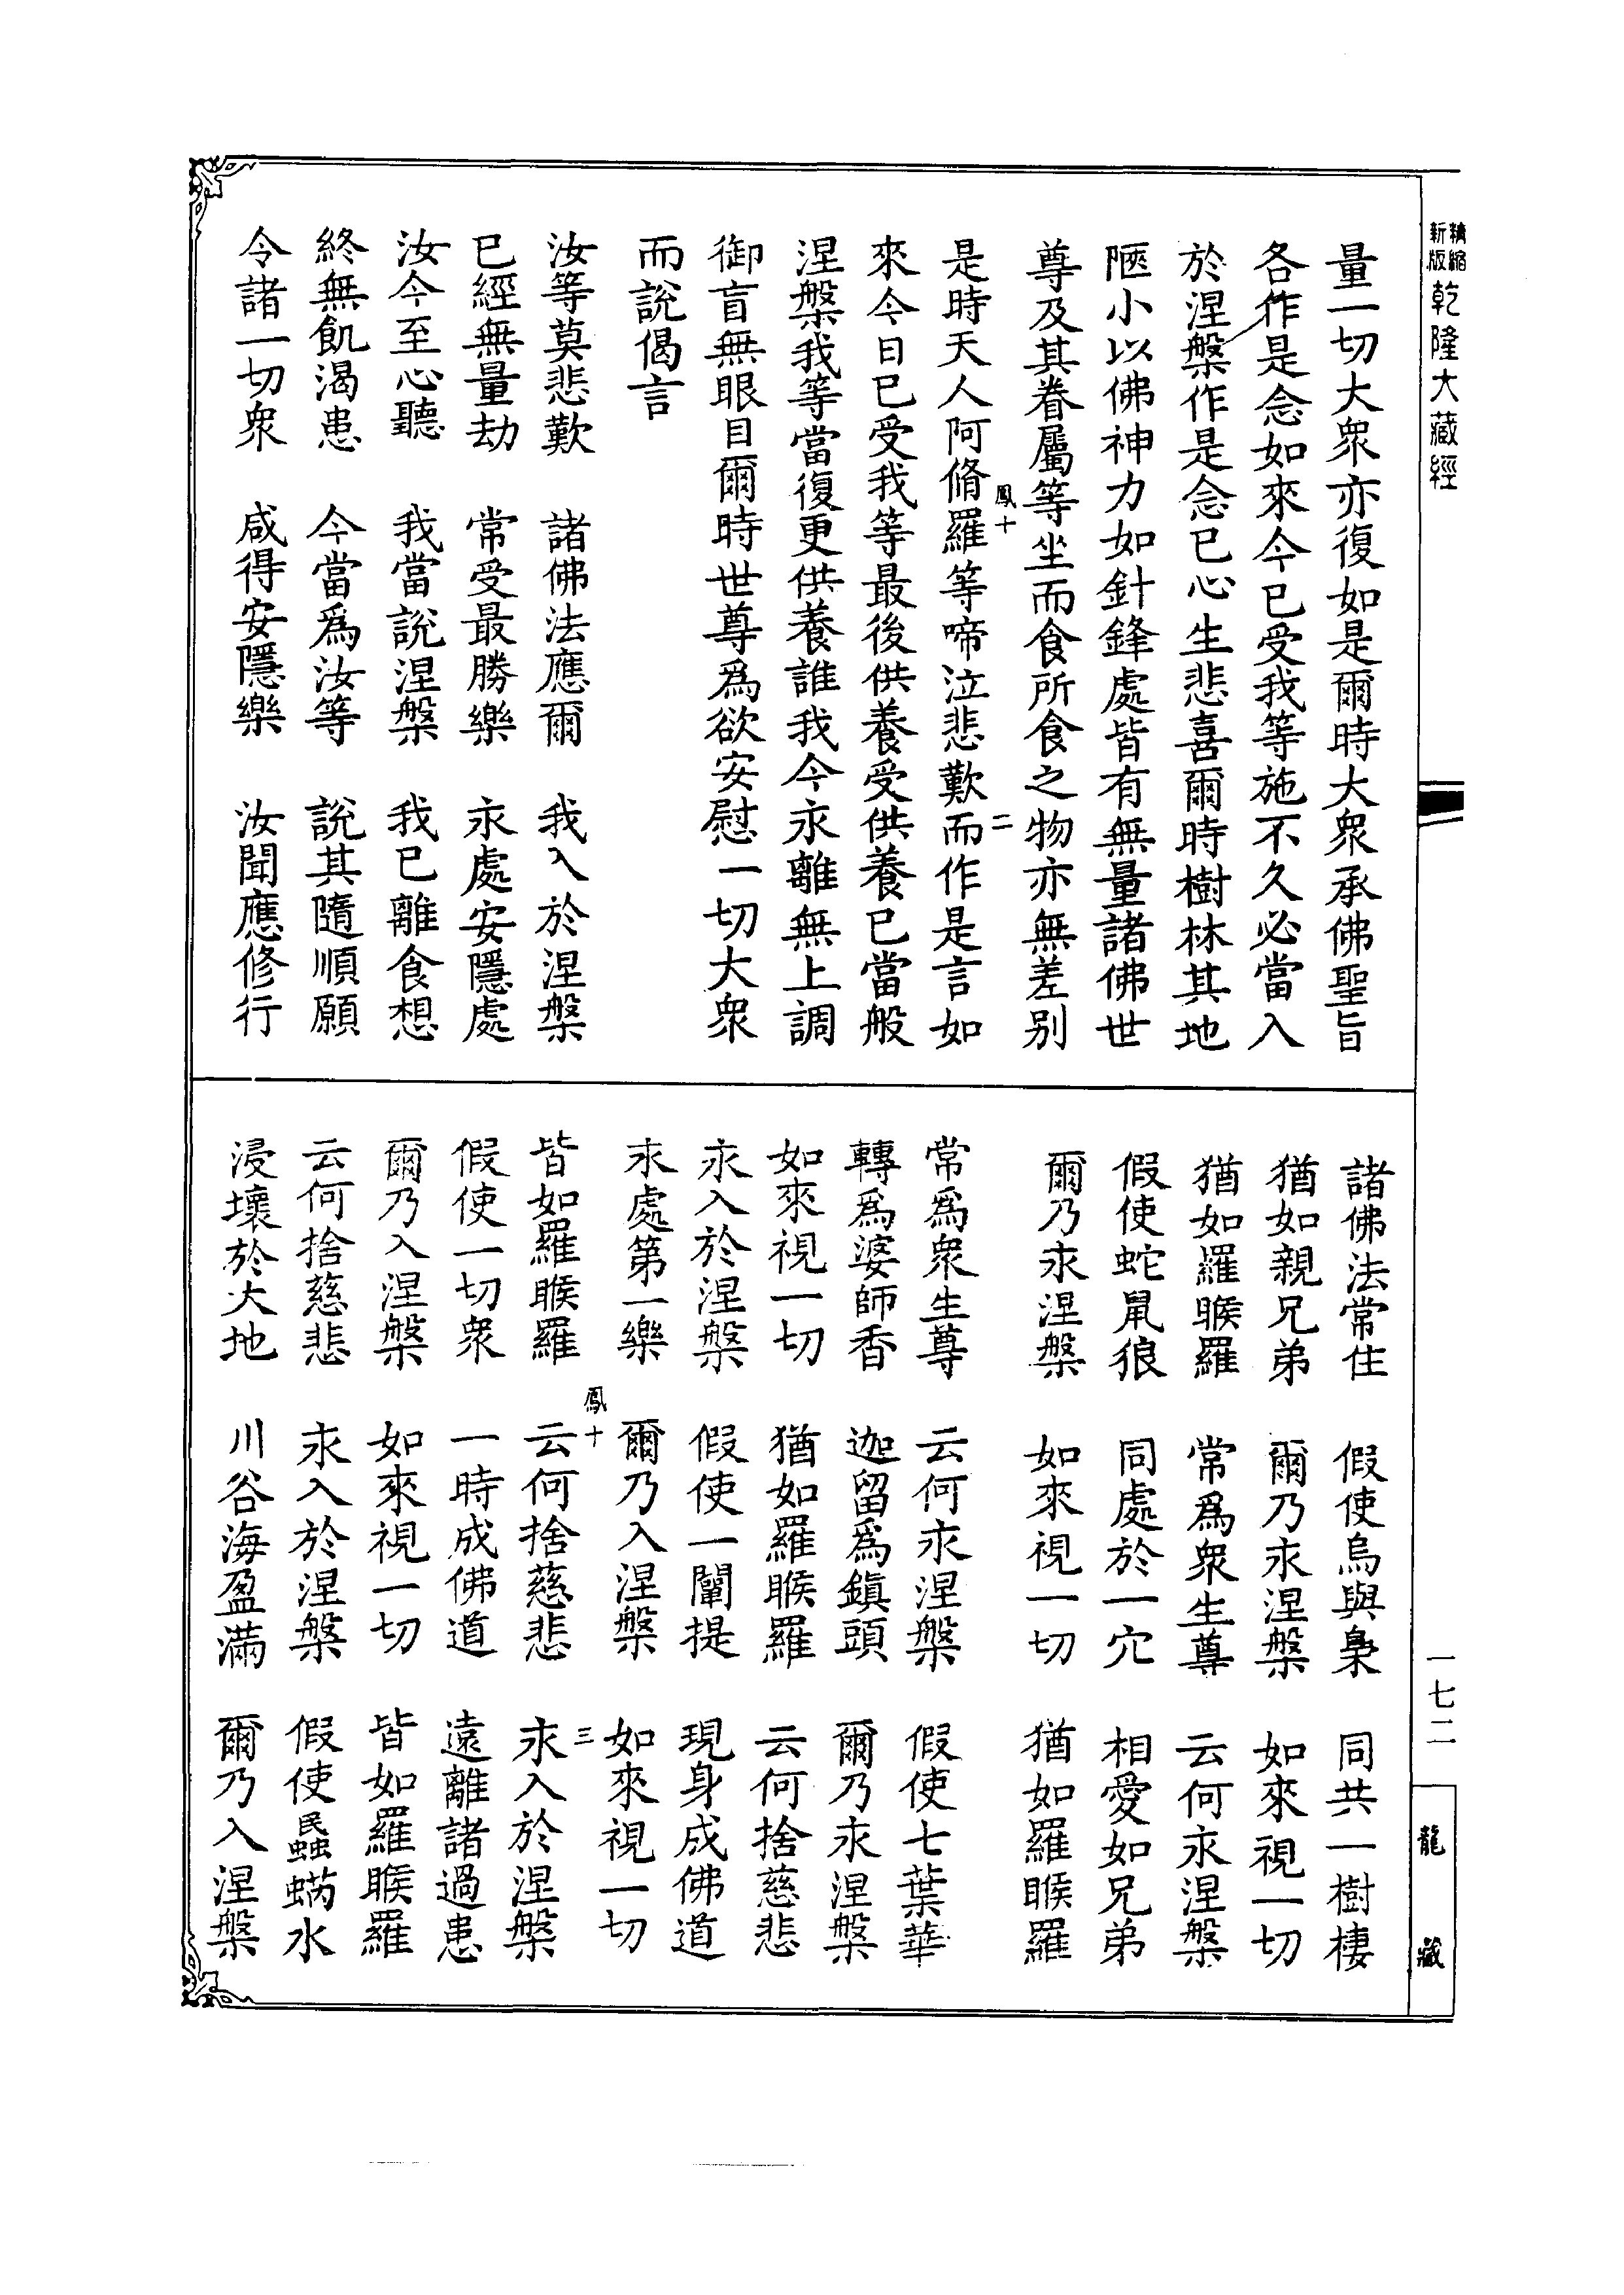 精縮新版乾隆大藏經
一七二
龍藏
量一切大衆亦復如是爾時大衆承佛聖旨
各作是念如來今已受我等施不久必當入
於涅槃作是念已心生悲喜爾時樹林其地
陿小以佛神力如針鋒處皆有無量諸佛世
尊及其眷屬等坐而食所食之物亦無差別
鳳十 二
是時天人阿脩羅等啼泣悲歎而作是言如
來今日已受我等最後供養受供養已當般
涅槃我等當復更供養誰我今永離無上調
御盲無眼目爾時世尊爲欲安慰一切大衆
而說偈言
汝等莫悲歎 諸佛法應爾 我入於涅槃
已經無量劫 常受最勝樂 永處安隱處
汝今至心聽 我當說涅槃 我已離食想
終無飢渴患 今當爲汝等 說其隨順願
令諸一切衆 咸得安隱樂 汝聞應修行
諸佛法常住 假使烏與梟 同共一樹棲
猶如親兄弟 爾乃永涅槃 如來視一切
猶如羅睺羅 常爲衆生尊 云何永涅槃
假使蛇鼠狼 同處於一穴 相愛如兄弟
爾乃永涅槃 如來視一切 猶如羅睺羅
常爲衆生尊 云何永涅槃 假使七葉華
轉爲婆師香 迦留爲鎮頭 爾乃永涅槃
如來視一切 猶如羅睺羅 云何捨慈悲
永入於涅槃 假使一闡提 現身成佛道
永處第一樂 爾乃入涅槃 如來視一切
鳳十 三
皆如羅睺羅 云何捨慈悲 永入於涅槃
假使一切衆 一時成佛道 遠離諸過患
爾乃入涅槃 如來視一切 皆如羅睺羅
云何捨慈悲 永入於涅槃 假使蟁䗈水
浸壞於大地 川谷海盈滿 爾乃入涅槃